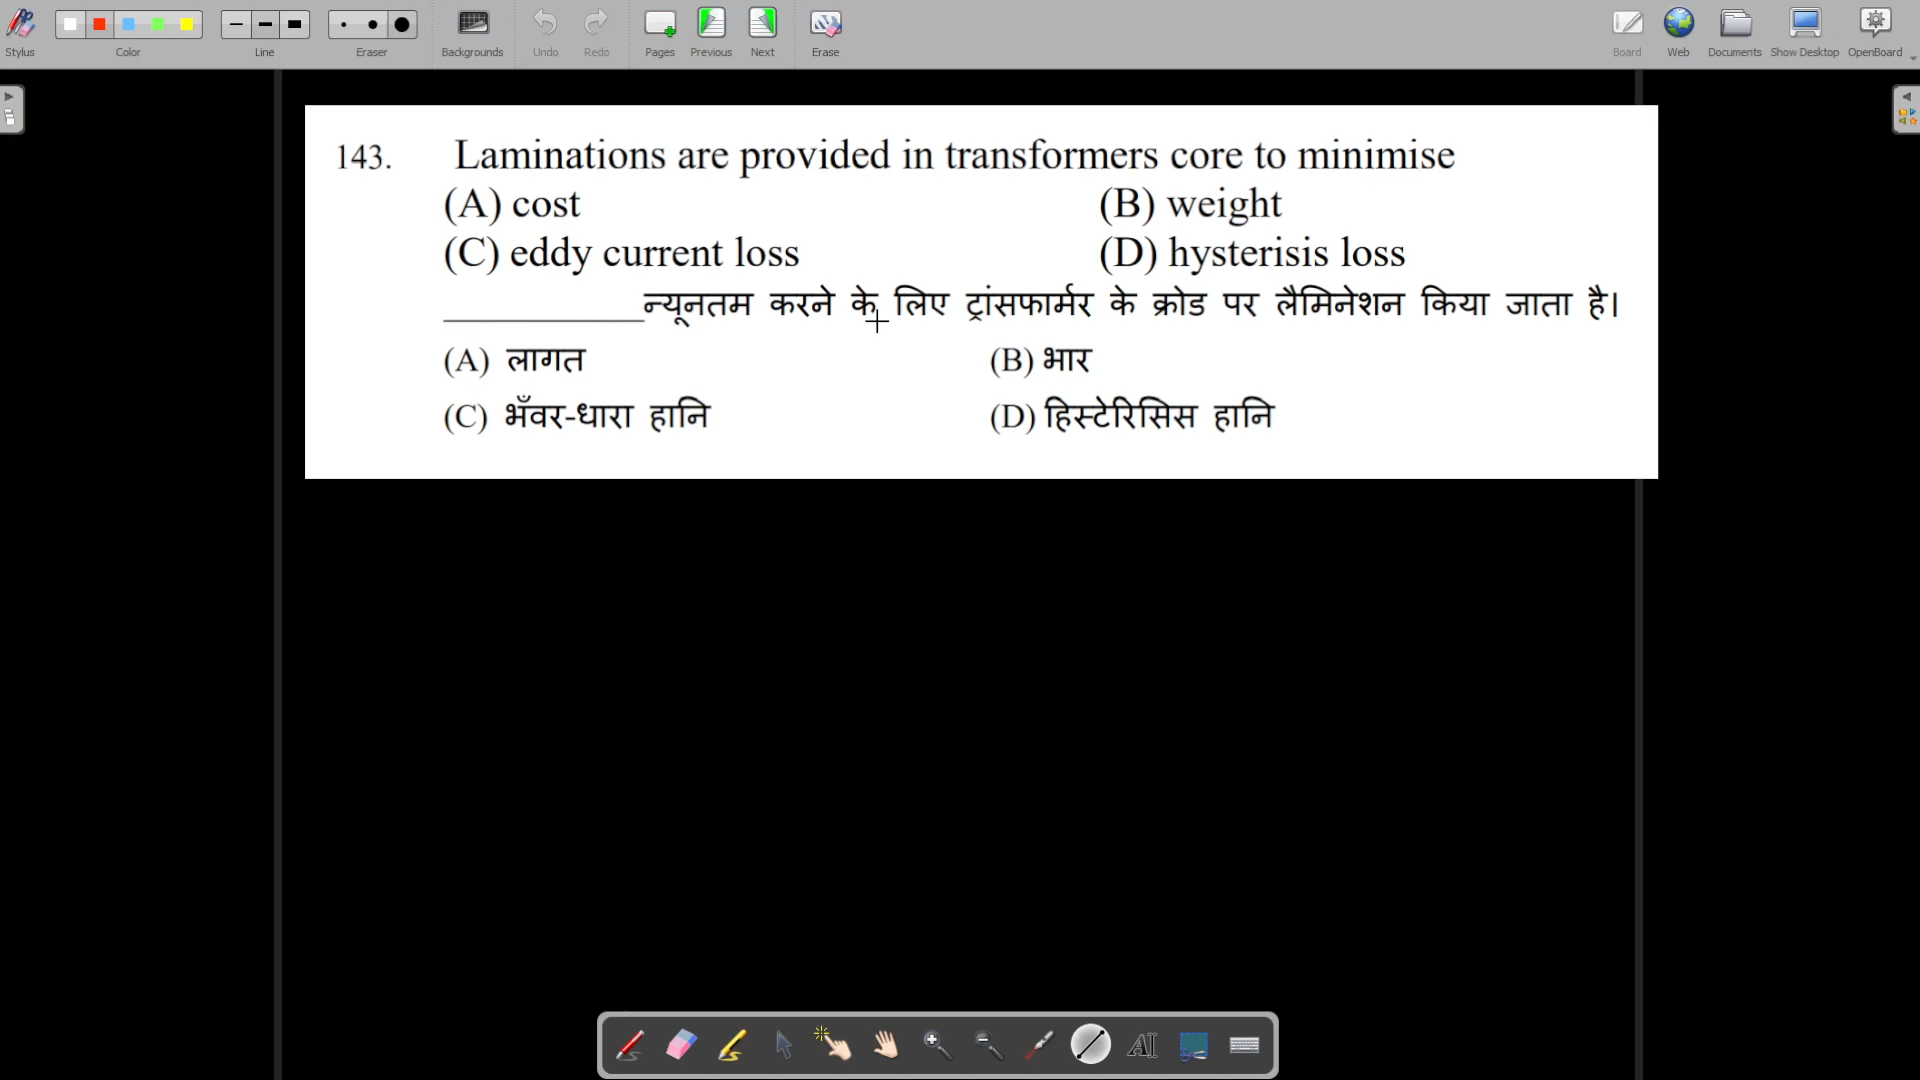 Stylus Color Line Eraser Backgrounds Undo Redo Pages Previous Next Erase Board Web Documents Show Desktop OpenBoard
143. Laminations are provided in transformers core to minimise
(A) cost (B) weight
(C) eddy current loss (D) hysterisis loss
____________न्यूनतम करने के लिए ट्रांसफार्मर के क्रोड पर लैमिनेशन किया जाता है।
(A) लागत (B) भार
(C) भँवर-धारा हानि (D) हिस्टेरिसिस हानि
AI